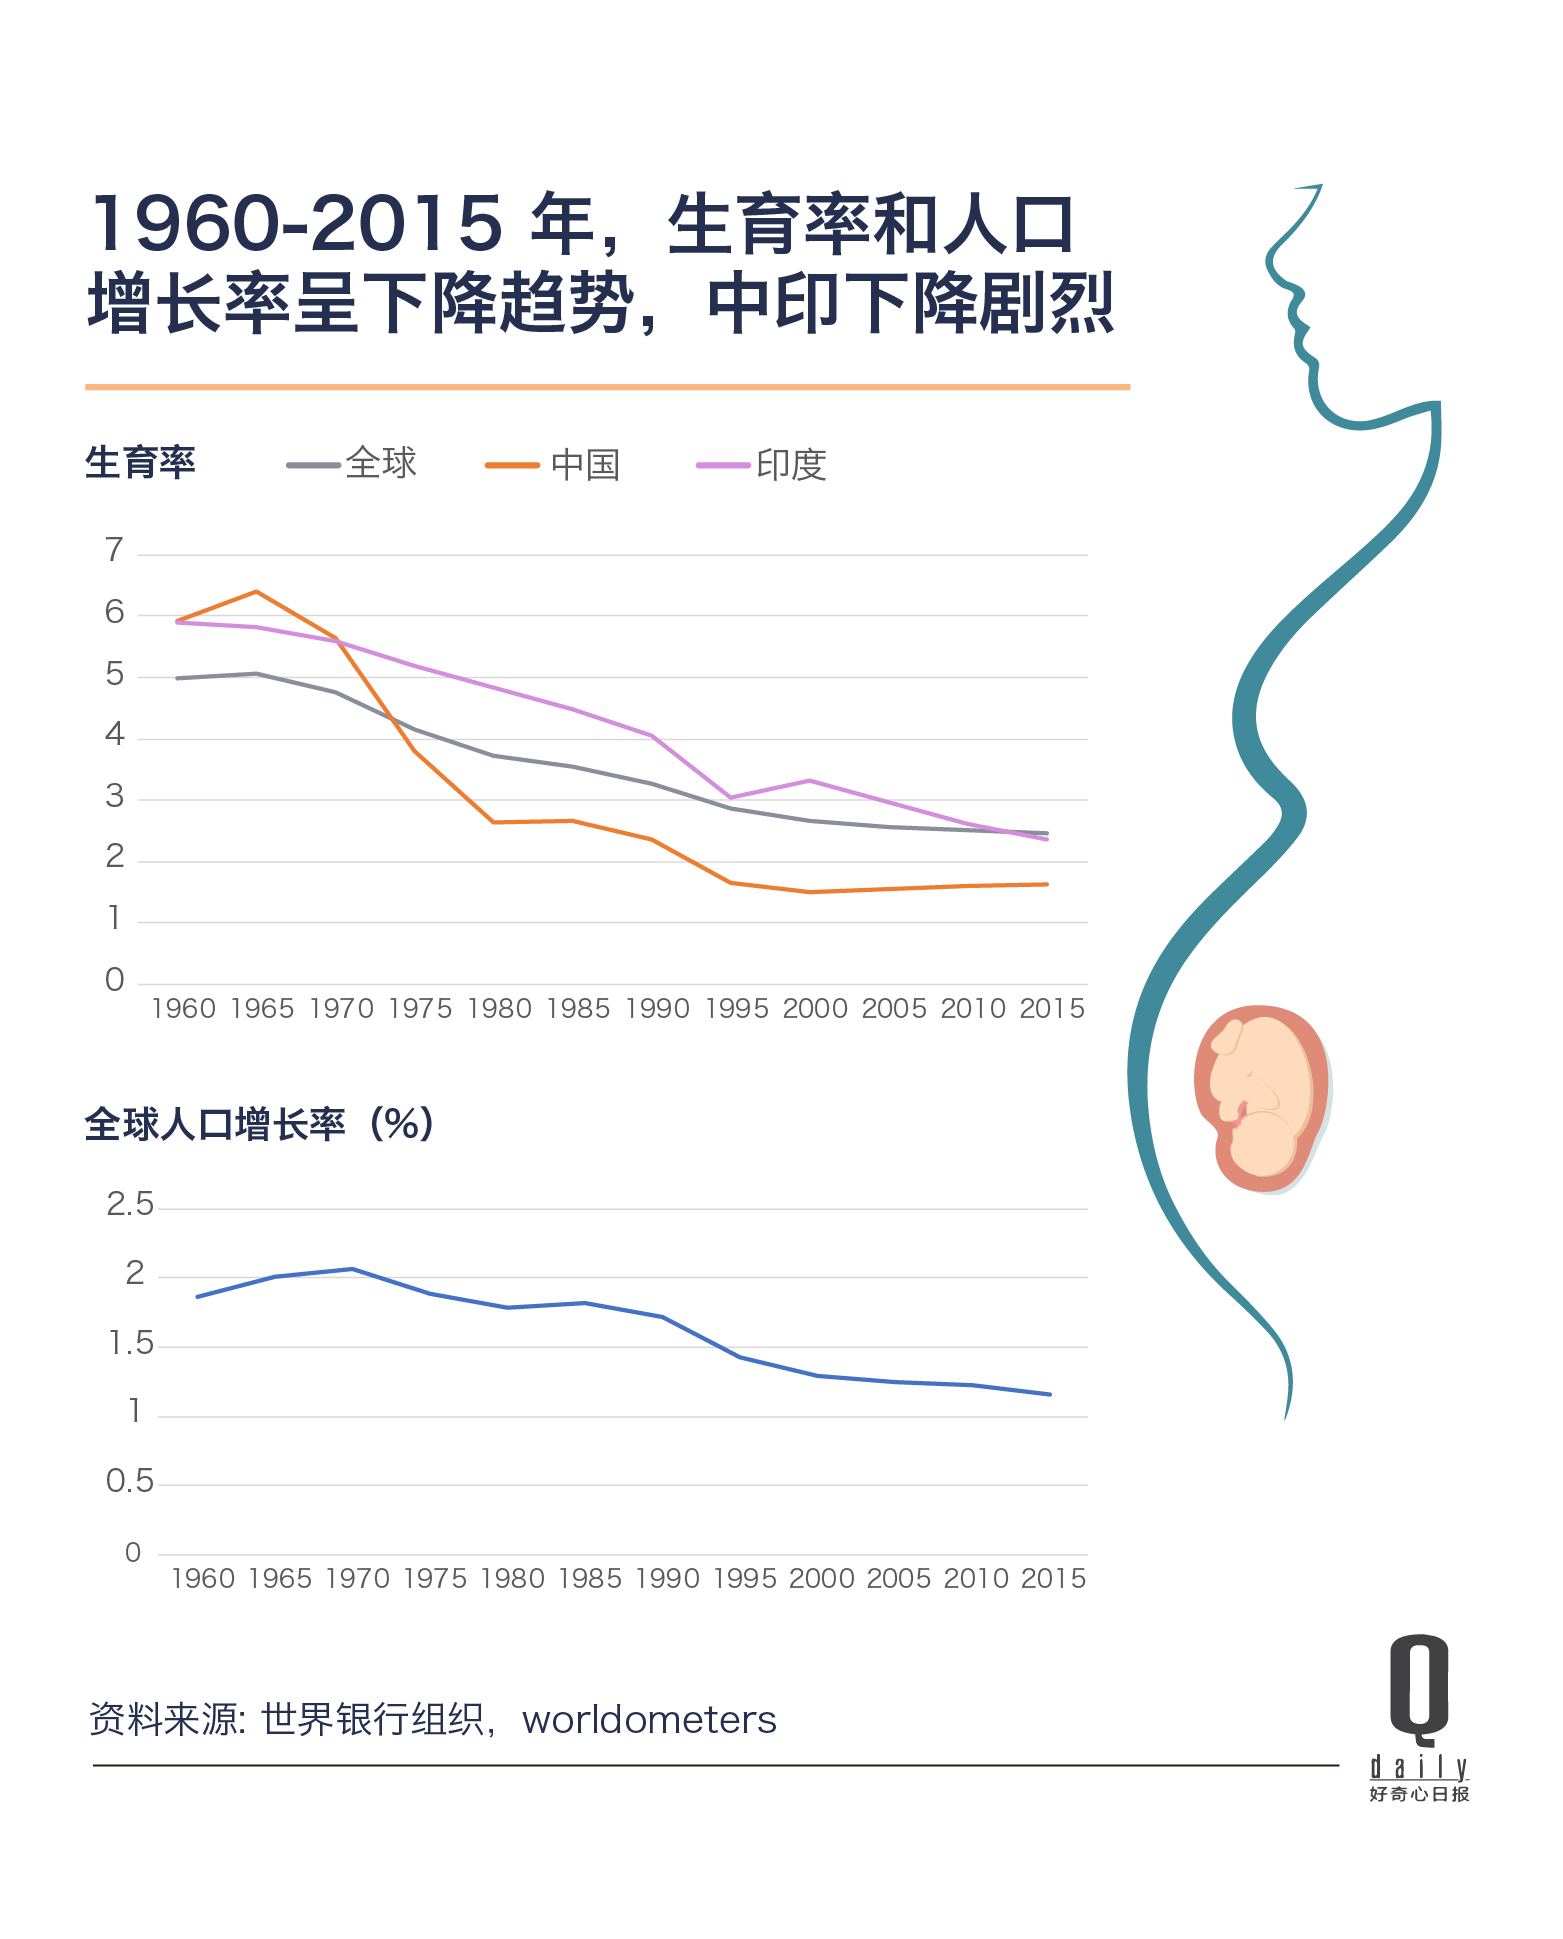 1960-2015 年，生育率和人口
增长率呈下降趋势，中印下降剧烈
生育率 全球 中国 印度
7
6
5
4
3
2
1
0
1960 1965 1970 1975 1980 1985 1990 1995 2000 2005 2010 2015
全球人口增长率（%）
2.5
2
1.5
1
0.5
0
1960 1965 1970 1975 1980 1985 1990 1995 2000 2005 2010 2015
资料来源: 世界银行组织，worldometers
Q
daily
好奇心日报